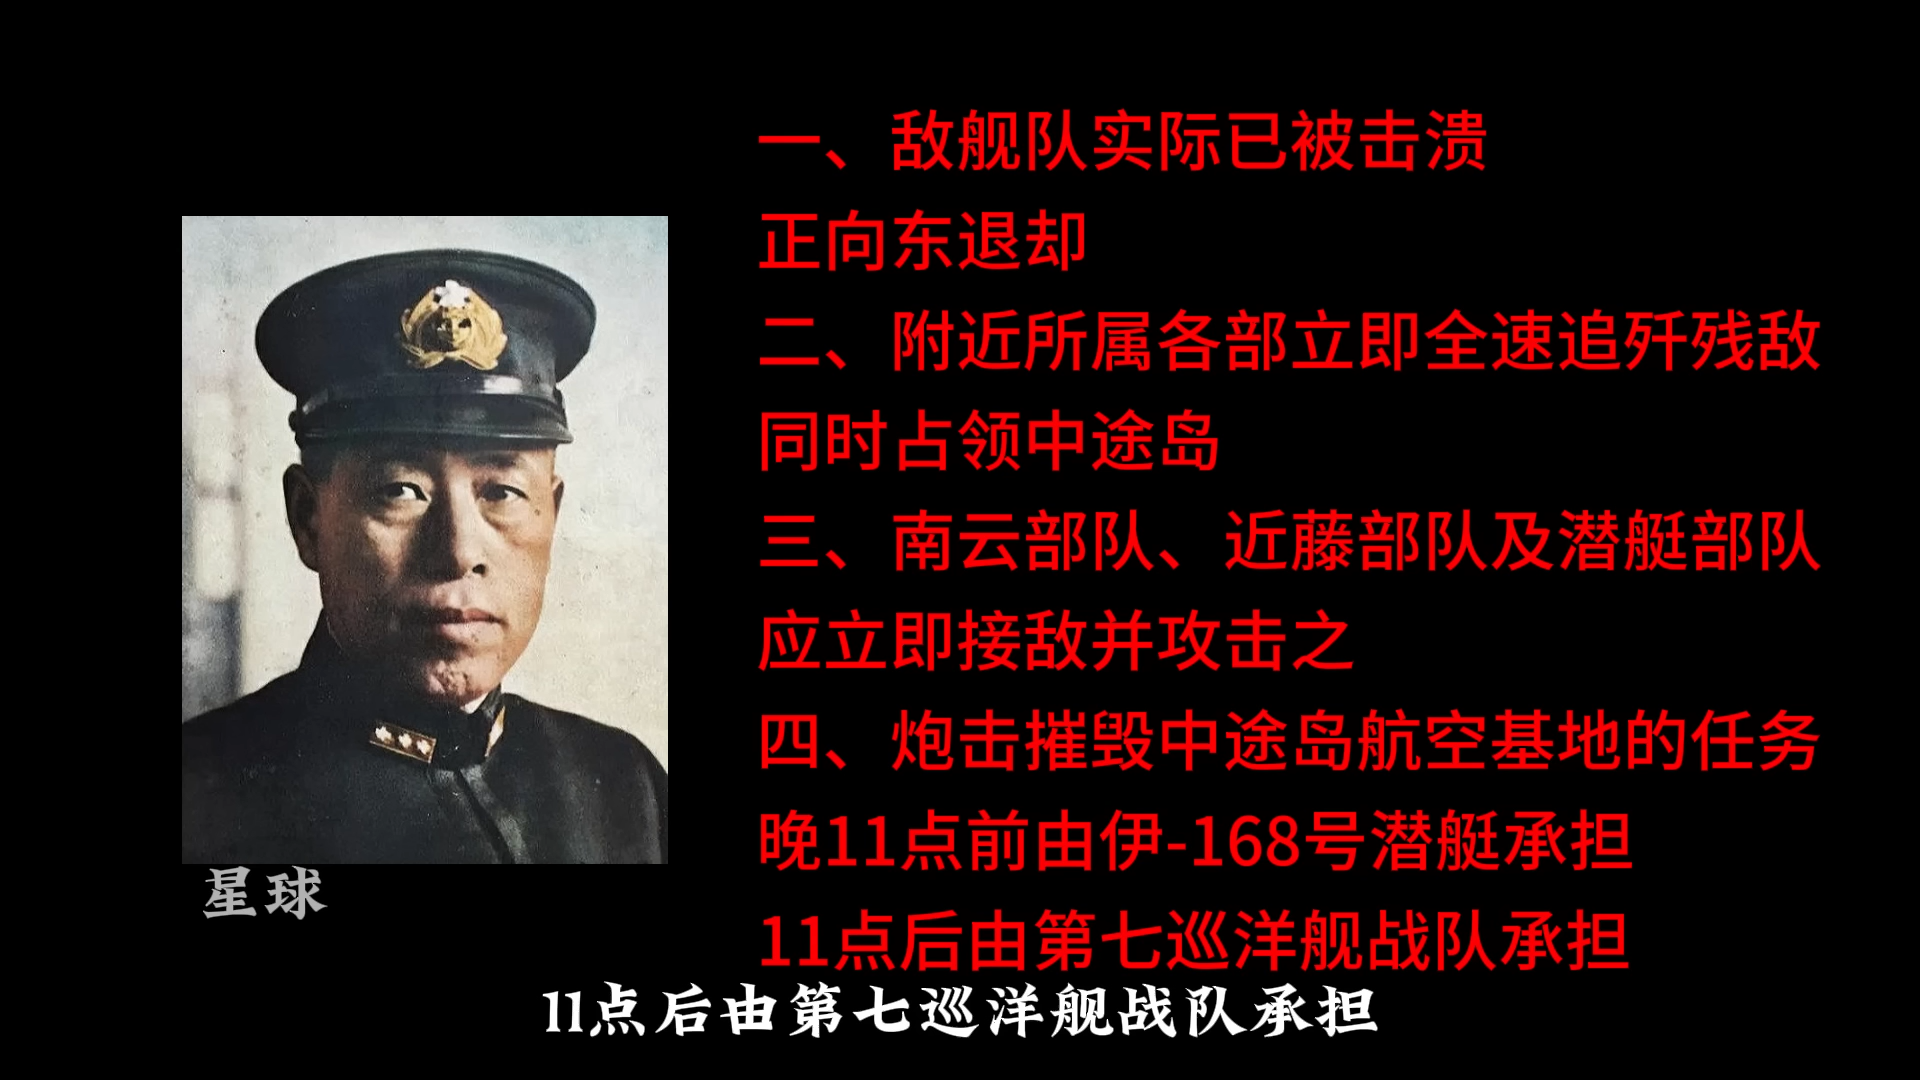 一、敌舰队实际已被击溃
正向东退却
二、附近所属各部立即全速追歼残敌
同时占领中途岛
三、南云部队、近藤部队及潜艇部队
应立即接敌并攻击之
四、炮击摧毁中途岛航空基地的任务
晚11点前由伊-168号潜艇承担
11点后由第七巡洋舰战队承担
星球
11点后由第七巡洋舰战队承担